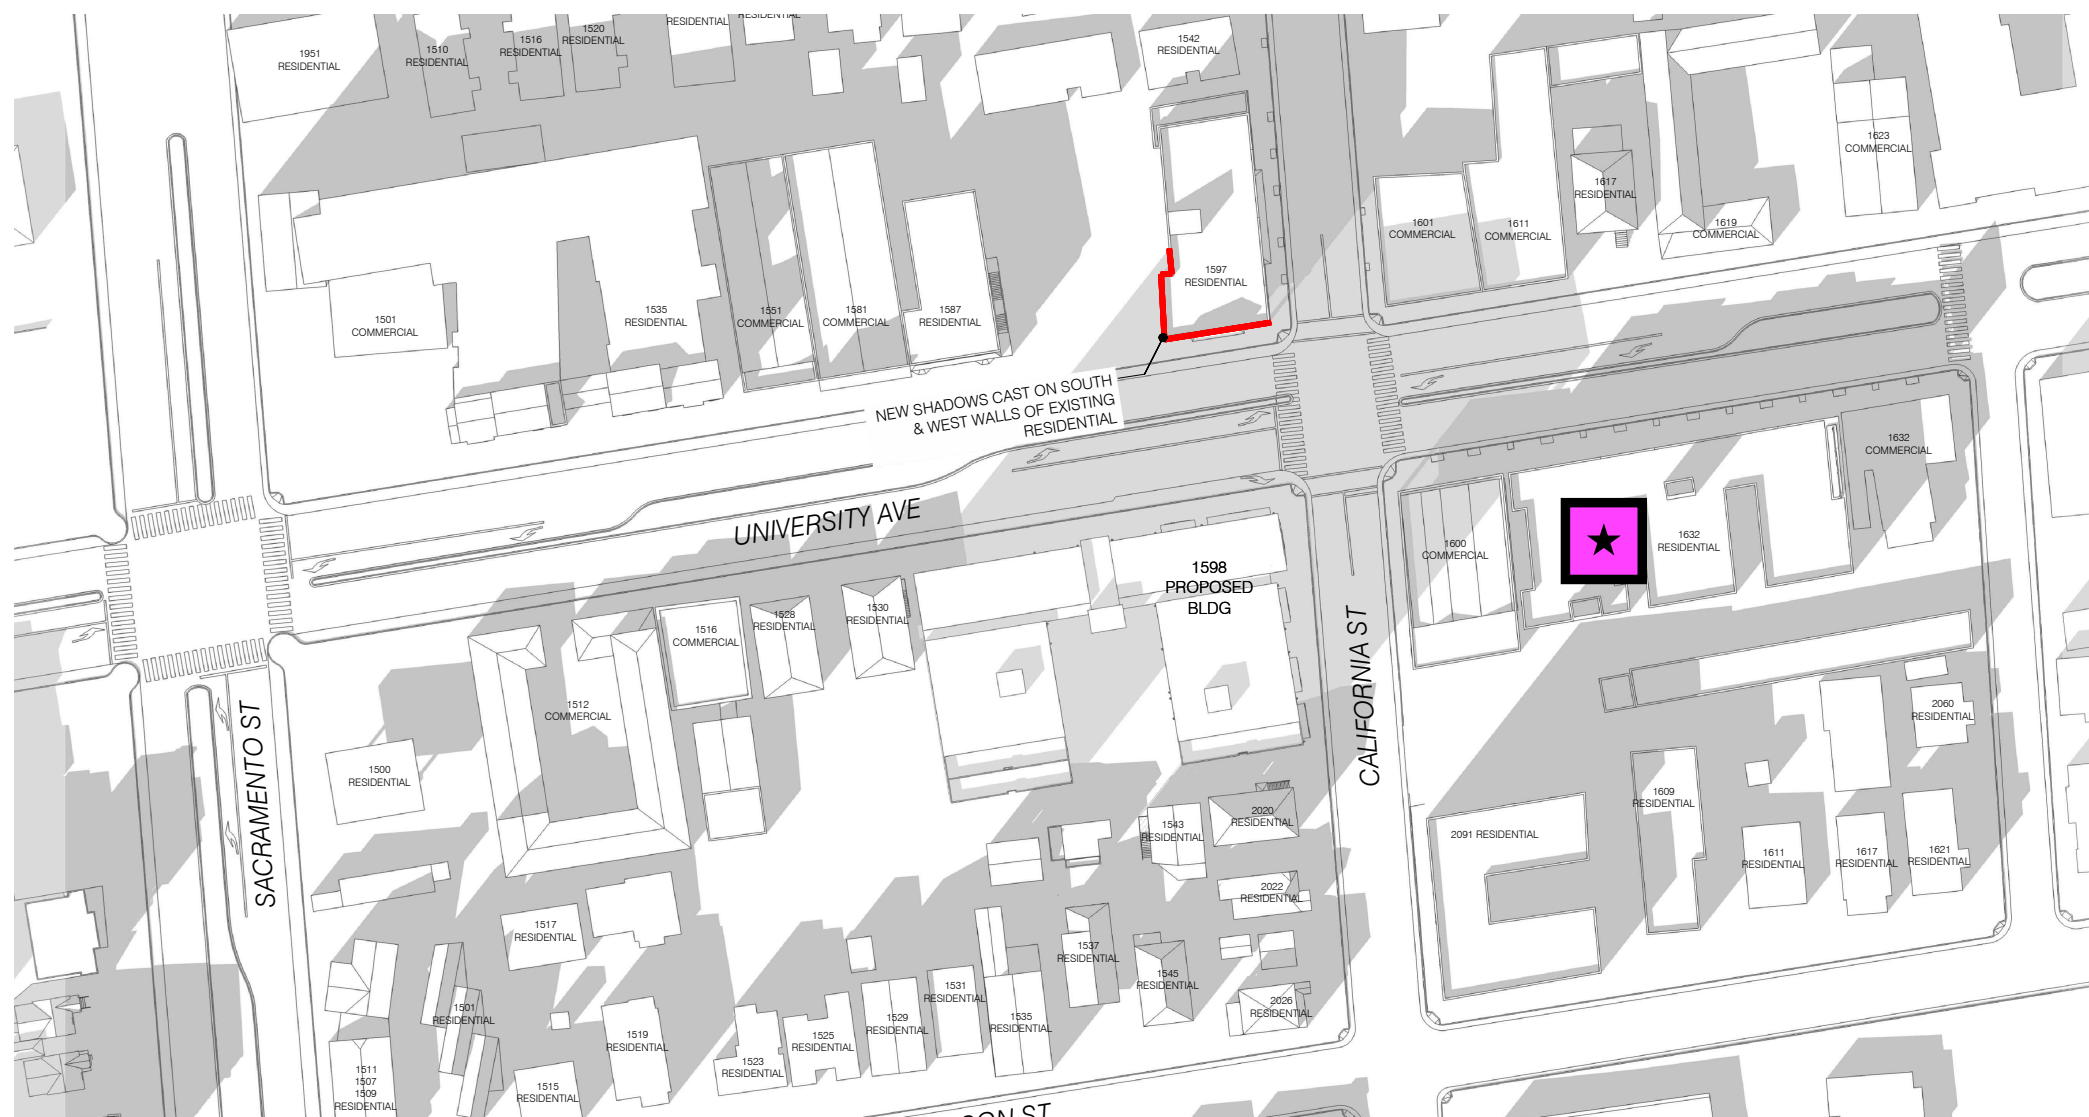 RESIDENTIAL
RESIDENTIAL
1951
RESIDENTIAL
1510
RESIDENTIAL
1516
RESIDENTIAL
1520
RESIDENTIAL
1542
RESIDENTIAL
1623
COMMERCIAL
1617
RESIDENTIAL
1601
COMMERCIAL
1611
COMMERCIAL
1619
COMMERCIAL
1597
RESIDENTIAL
1501
COMMERCIAL
1535
RESIDENTIAL
1551
COMMERCIAL
1581
COMMERCIAL
1587
RESIDENTIAL
NEW SHADOWS CAST ON SOUTH
& WEST WALLS OF EXISTING
RESIDENTIAL
UNIVERSITY AVE
1632
COMMERCIAL
1600
COMMERCIAL
★
1632
RESIDENTIAL
1598
PROPOSED
BLDG
1528
RESIDENTIAL
1530
RESIDENTIAL
1516
COMMERCIAL
1512
COMMERCIAL
SACRAMENTO ST
CALIFORNIA ST
2060
RESIDENTIAL
1500
RESIDENTIAL
1609
RESIDENTIAL
2020
RESIDENTIAL
1543
RESIDENTIAL
2091 RESIDENTIAL
1611
RESIDENTIAL
1617
RESIDENTIAL
1621
RESIDENTIAL
2022
RESIDENTIAL
1517
RESIDENTIAL
1537
RESIDENTIAL
1545
RESIDENTIAL
1531
RESIDENTIAL
2026
RESIDENTIAL
1501
RESIDENTIAL
1529
RESIDENTIAL
1535
RESIDENTIAL
1519
RESIDENTIAL
1525
RESIDENTIAL
1523
RESIDENTIAL
1511
1507
1509
RESIDENTIAL
1515
RESIDENTIAL
ST